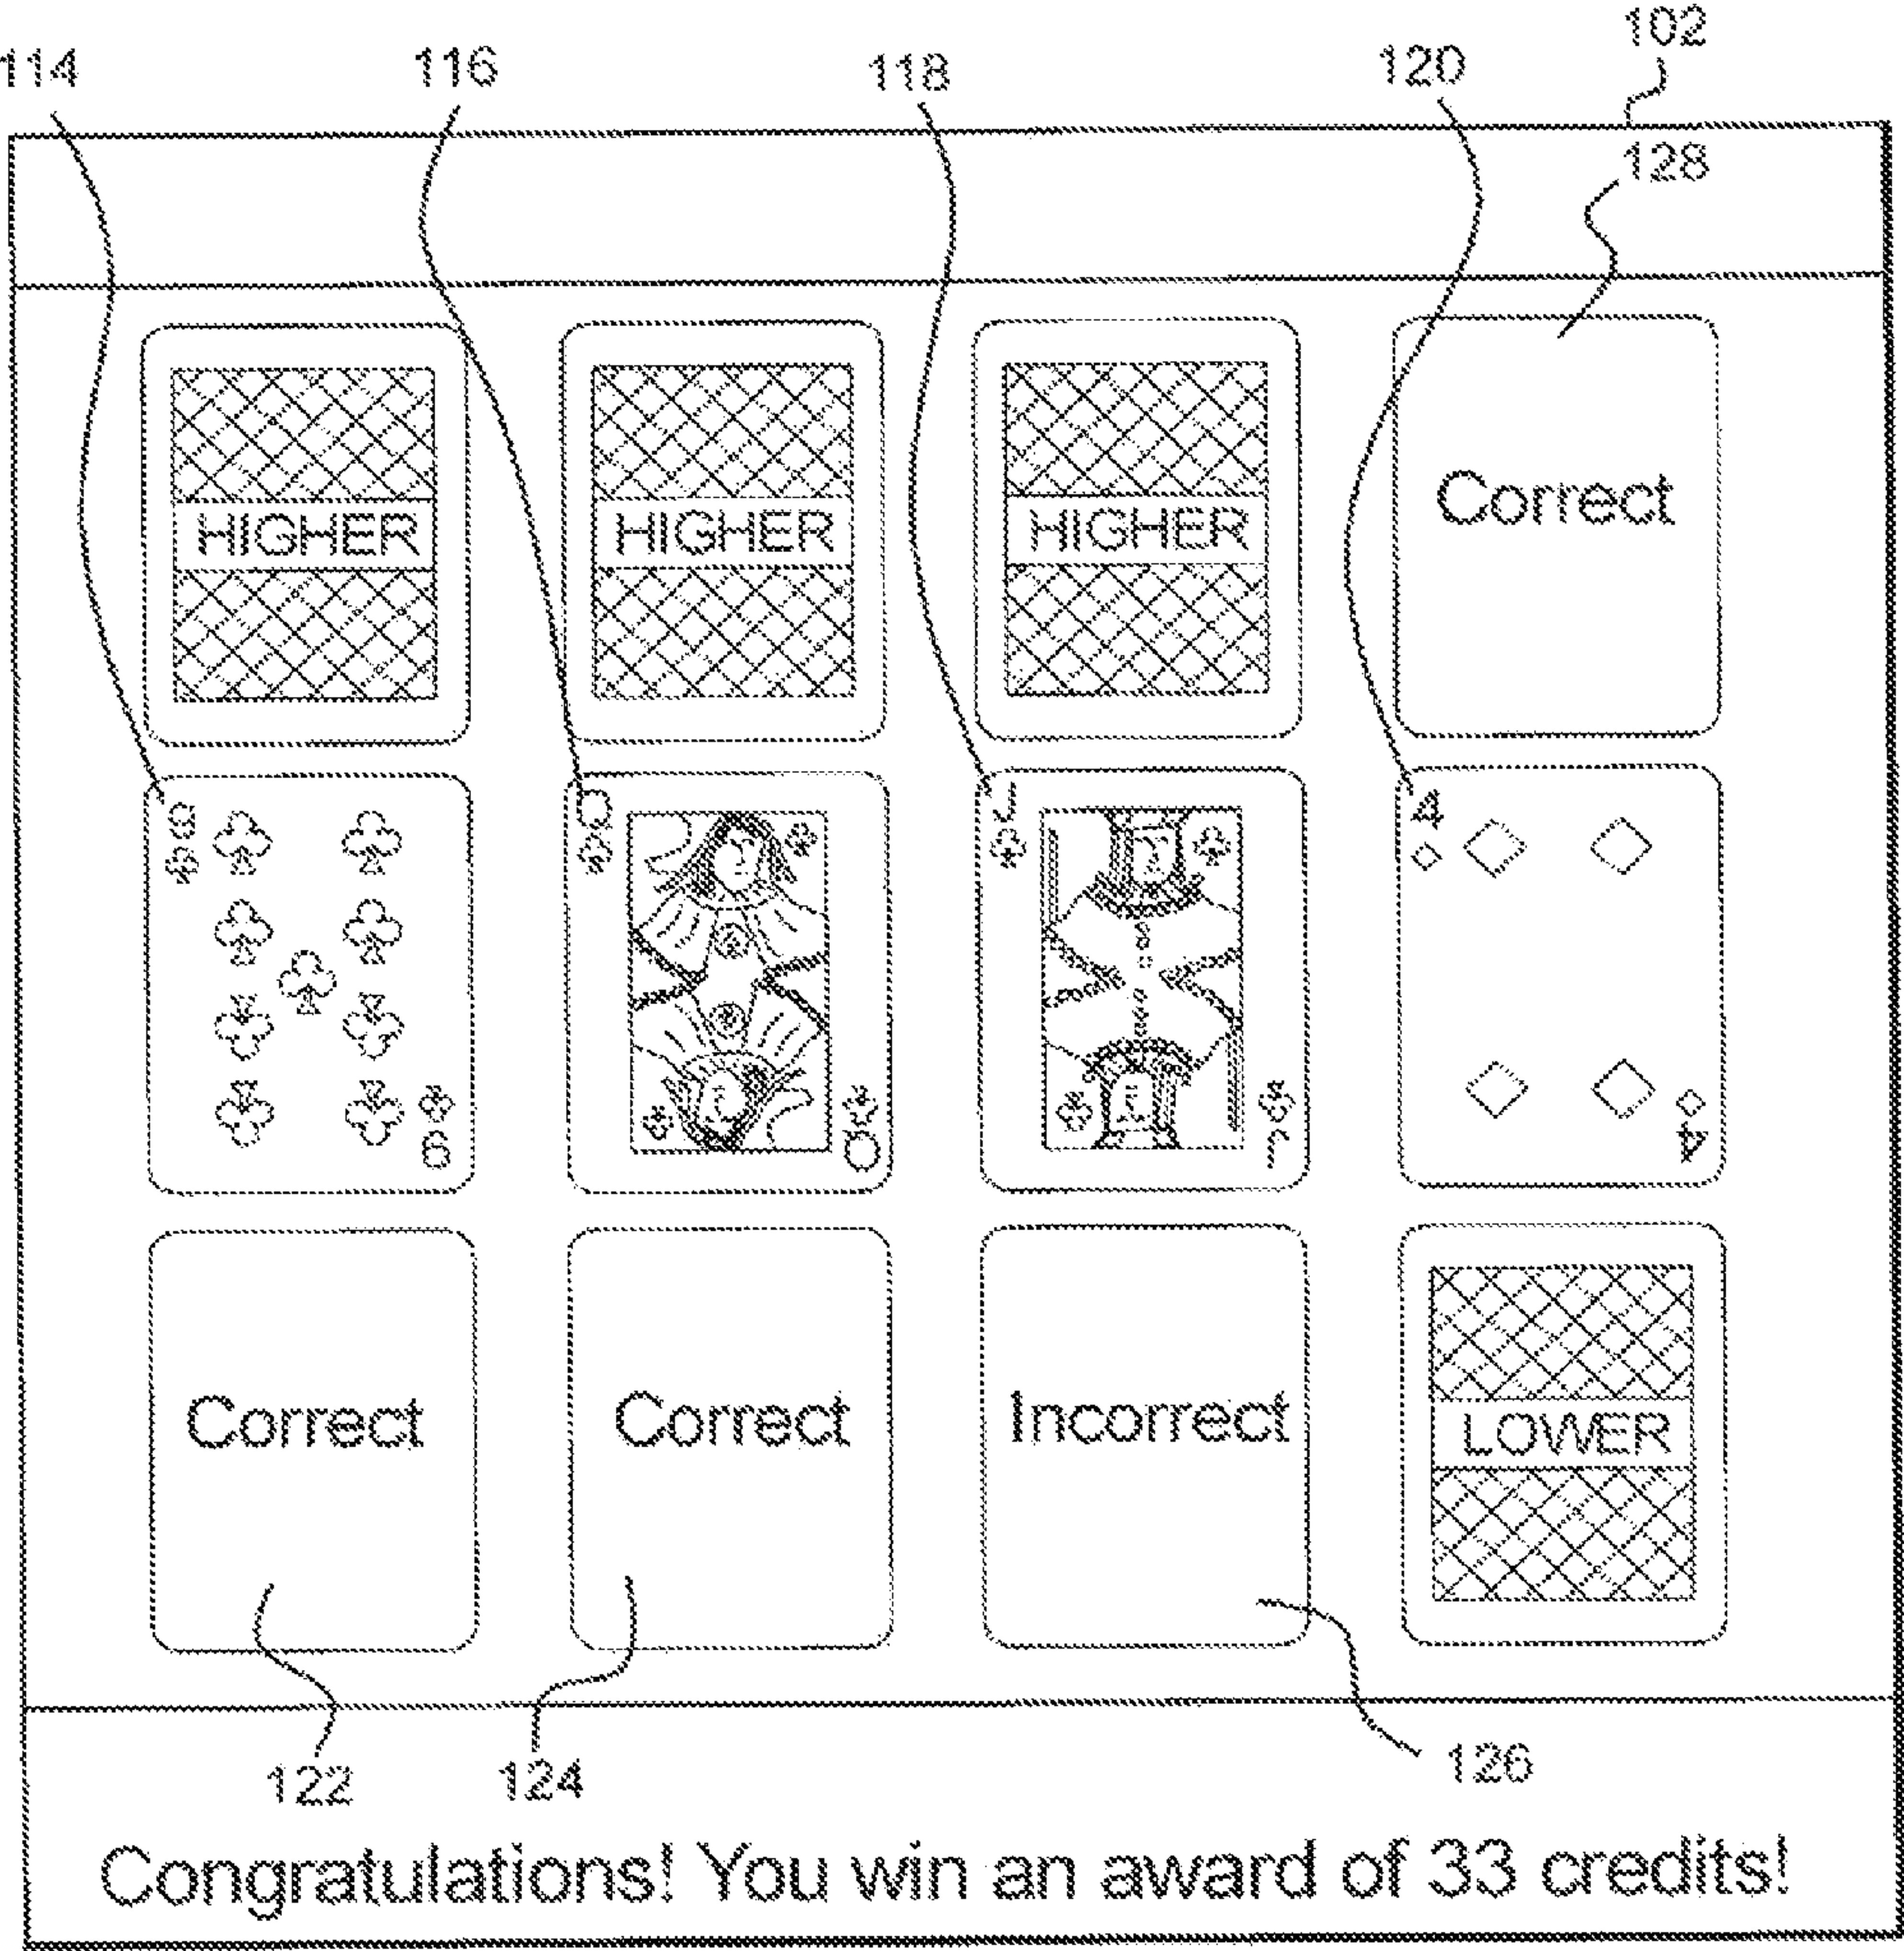 102
114 116 118 120
128
HIGHER HIGHER HIGHER Correct
9 Q J 4
9 Q J 4
Correct Correct Incorrect LOWER
122 124 126
Congratulations! You win an award of 33 credits!